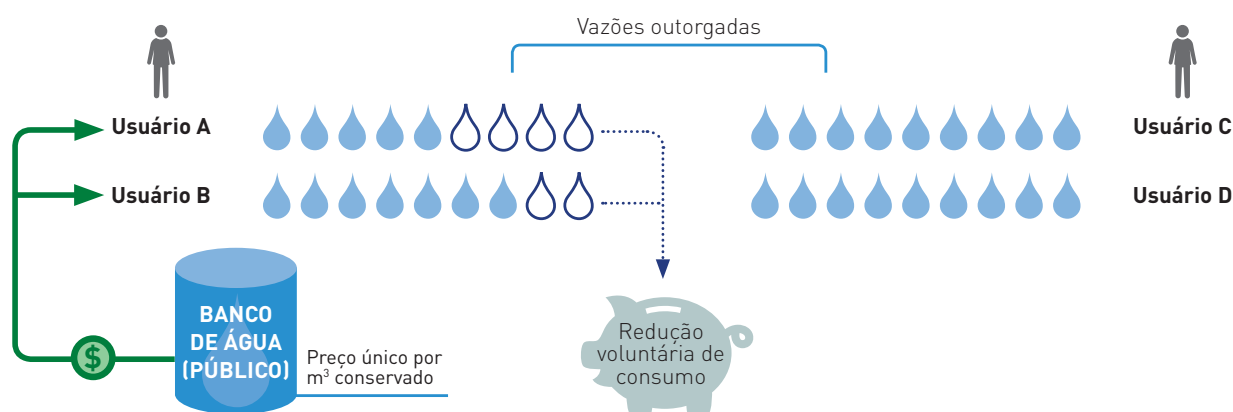 Vazões outorgadas
Usuário A
Usuário C
Usuário B
Usuário D
BANCO
DE ÁGUA
(PÚBLICO)
$
Preço único por
m³ conservado
Redução
voluntária de
consumo